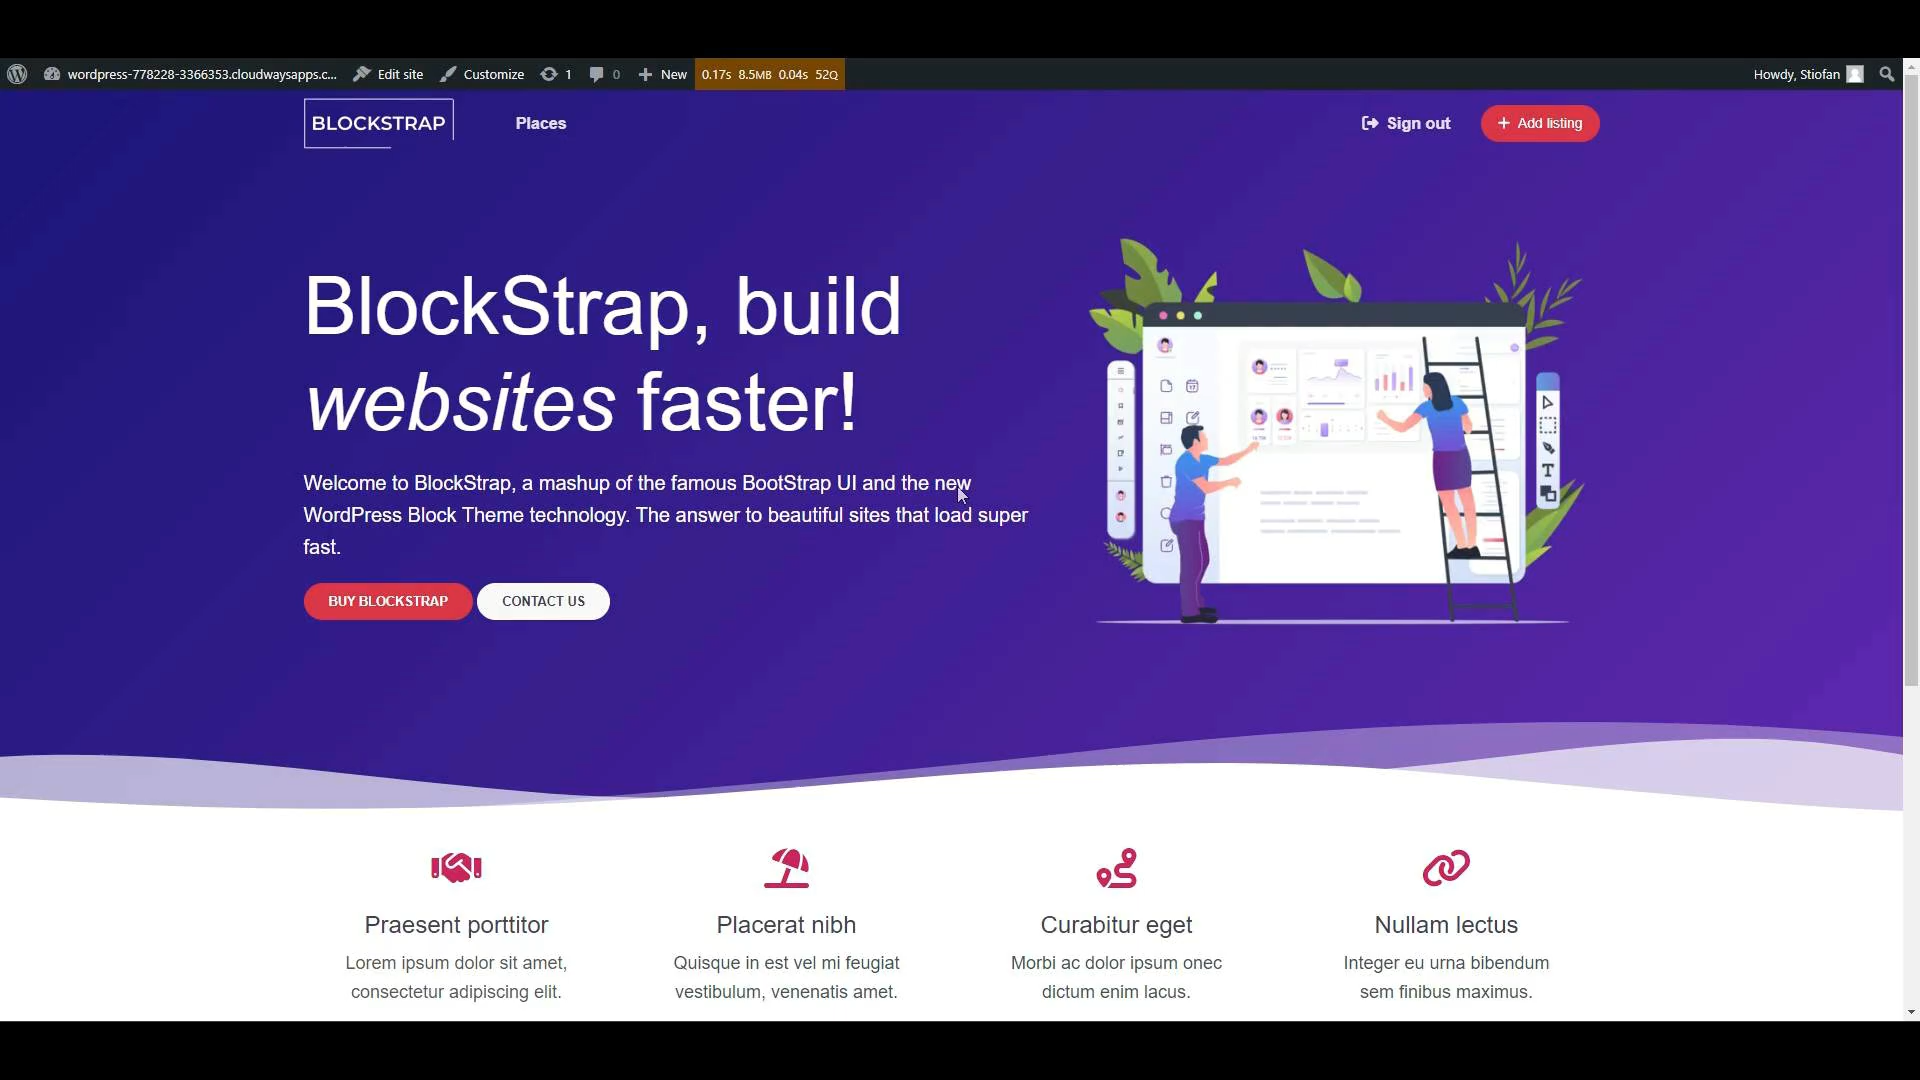 wordpress-778228-3366353.cloudwaysapps.c... Edit site Customize 1 0 New 0.17s 8.5MB 0.04s 52Q Howdy, Stiofan
BLOCKSTRAP Places Sign out Add listing
BlockStrap, build
websites faster!
Welcome to BlockStrap, a mashup of the famous BootStrap UI and the new
WordPress Block Theme technology. The answer to beautiful sites that load super
fast.
BUY BLOCKSTRAP CONTACT US
Praesent porttitor
Lorem ipsum dolor sit amet,
consectetur adipiscing elit.
Placerat nibh
Quisque in est vel mi feugiat
vestibulum, venenatis amet.
Curabitur eget
Morbi ac dolor ipsum onec
dictum enim lacus.
Nullam lectus
Integer eu urna bibendum
sem finibus maximus.